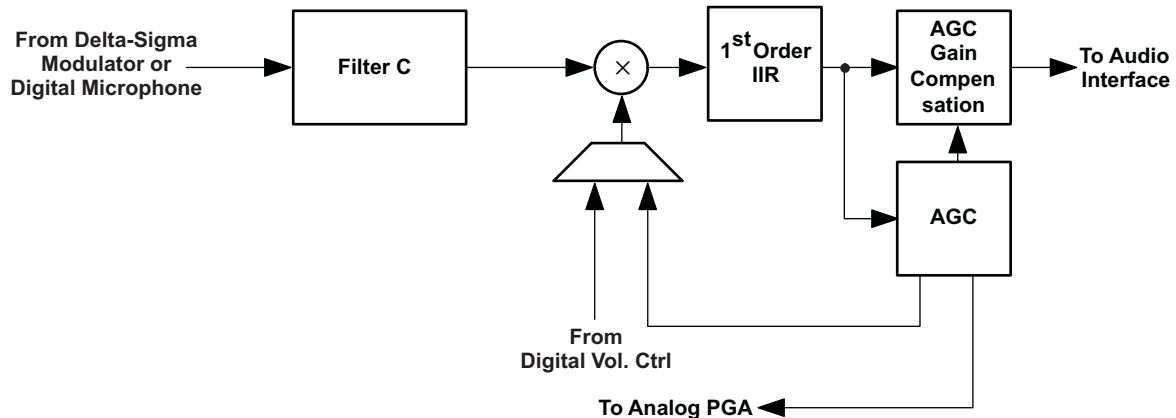 From Delta-Sigma
Modulator or
Digital Microphone
Filter C
×
1st Order
IIR
AGC
Gain
Compen
sation
To Audio
Interface
AGC
From
Digital Vol. Ctrl
To Analog PGA